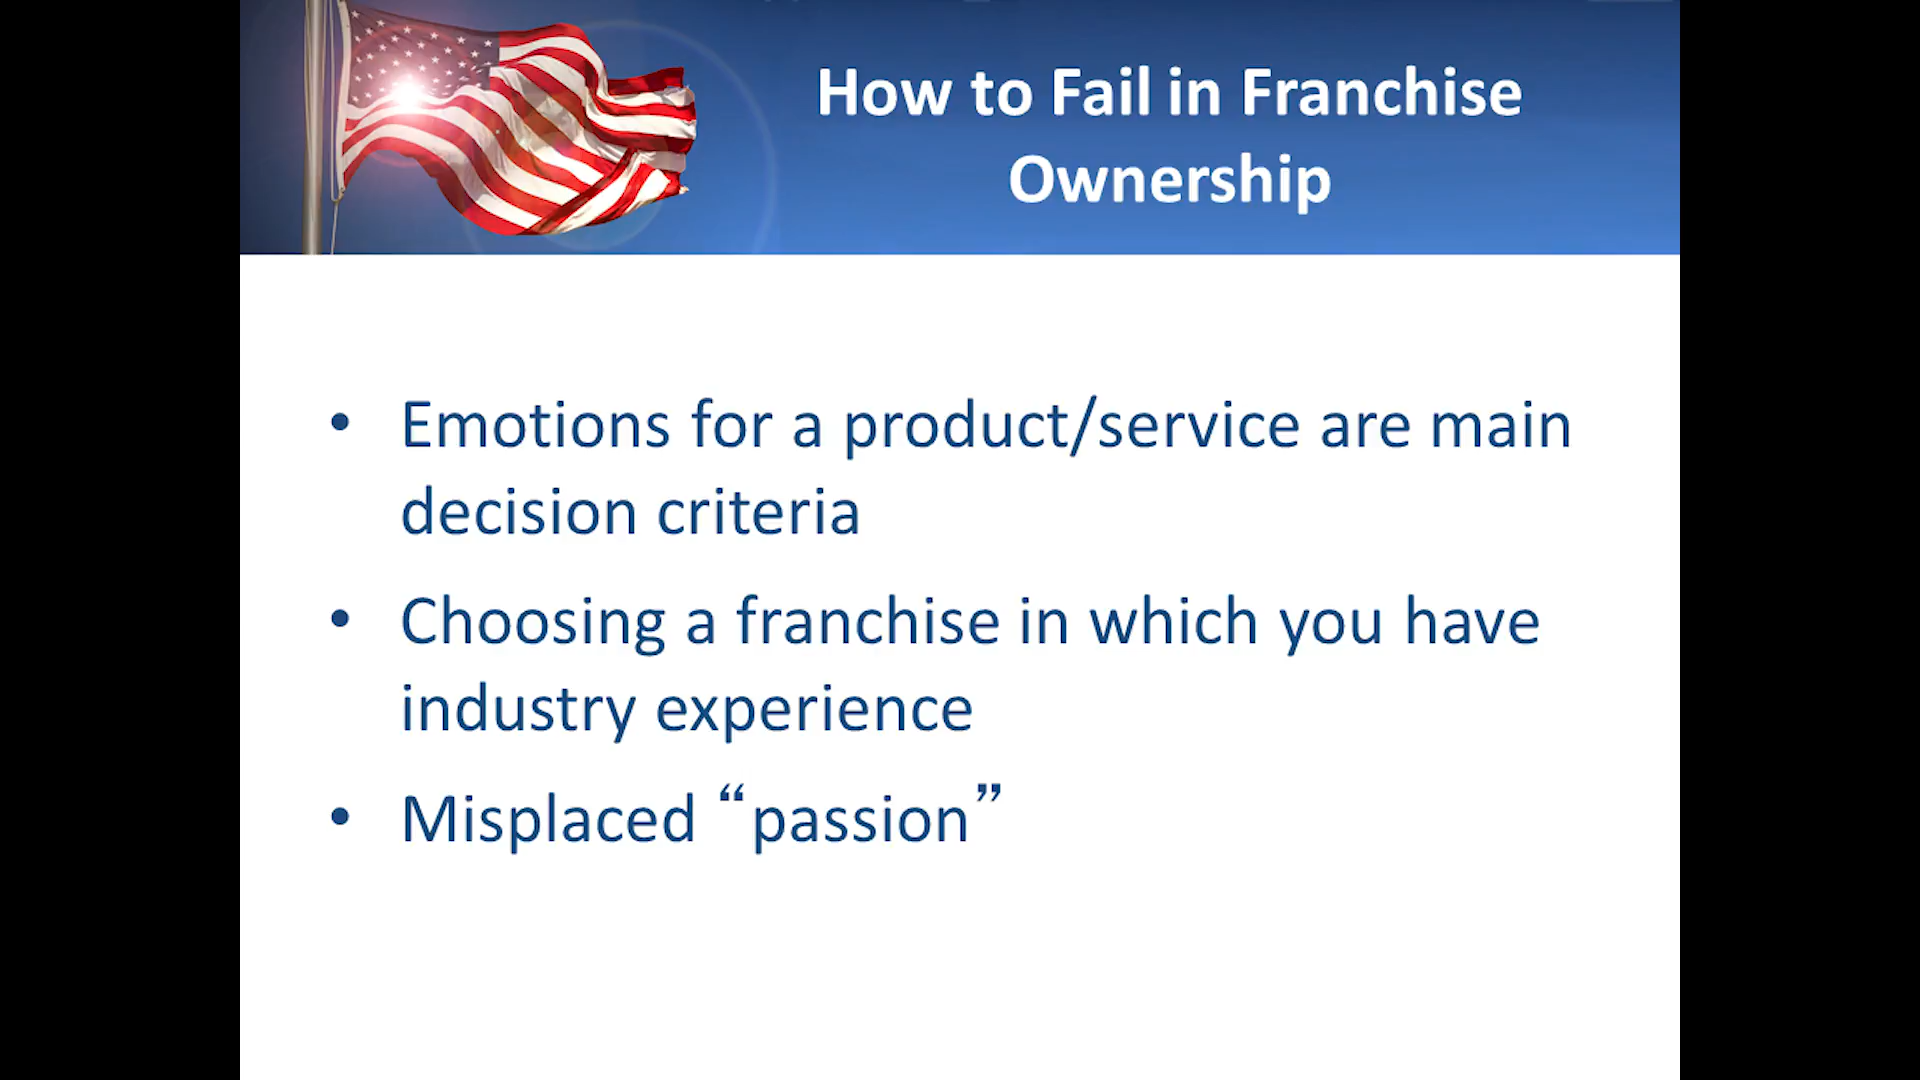 How to Fail in Franchise
Ownership
• Emotions for a product/service are main
decision criteria
• Choosing a franchise in which you have
industry experience
• Misplaced “passion”